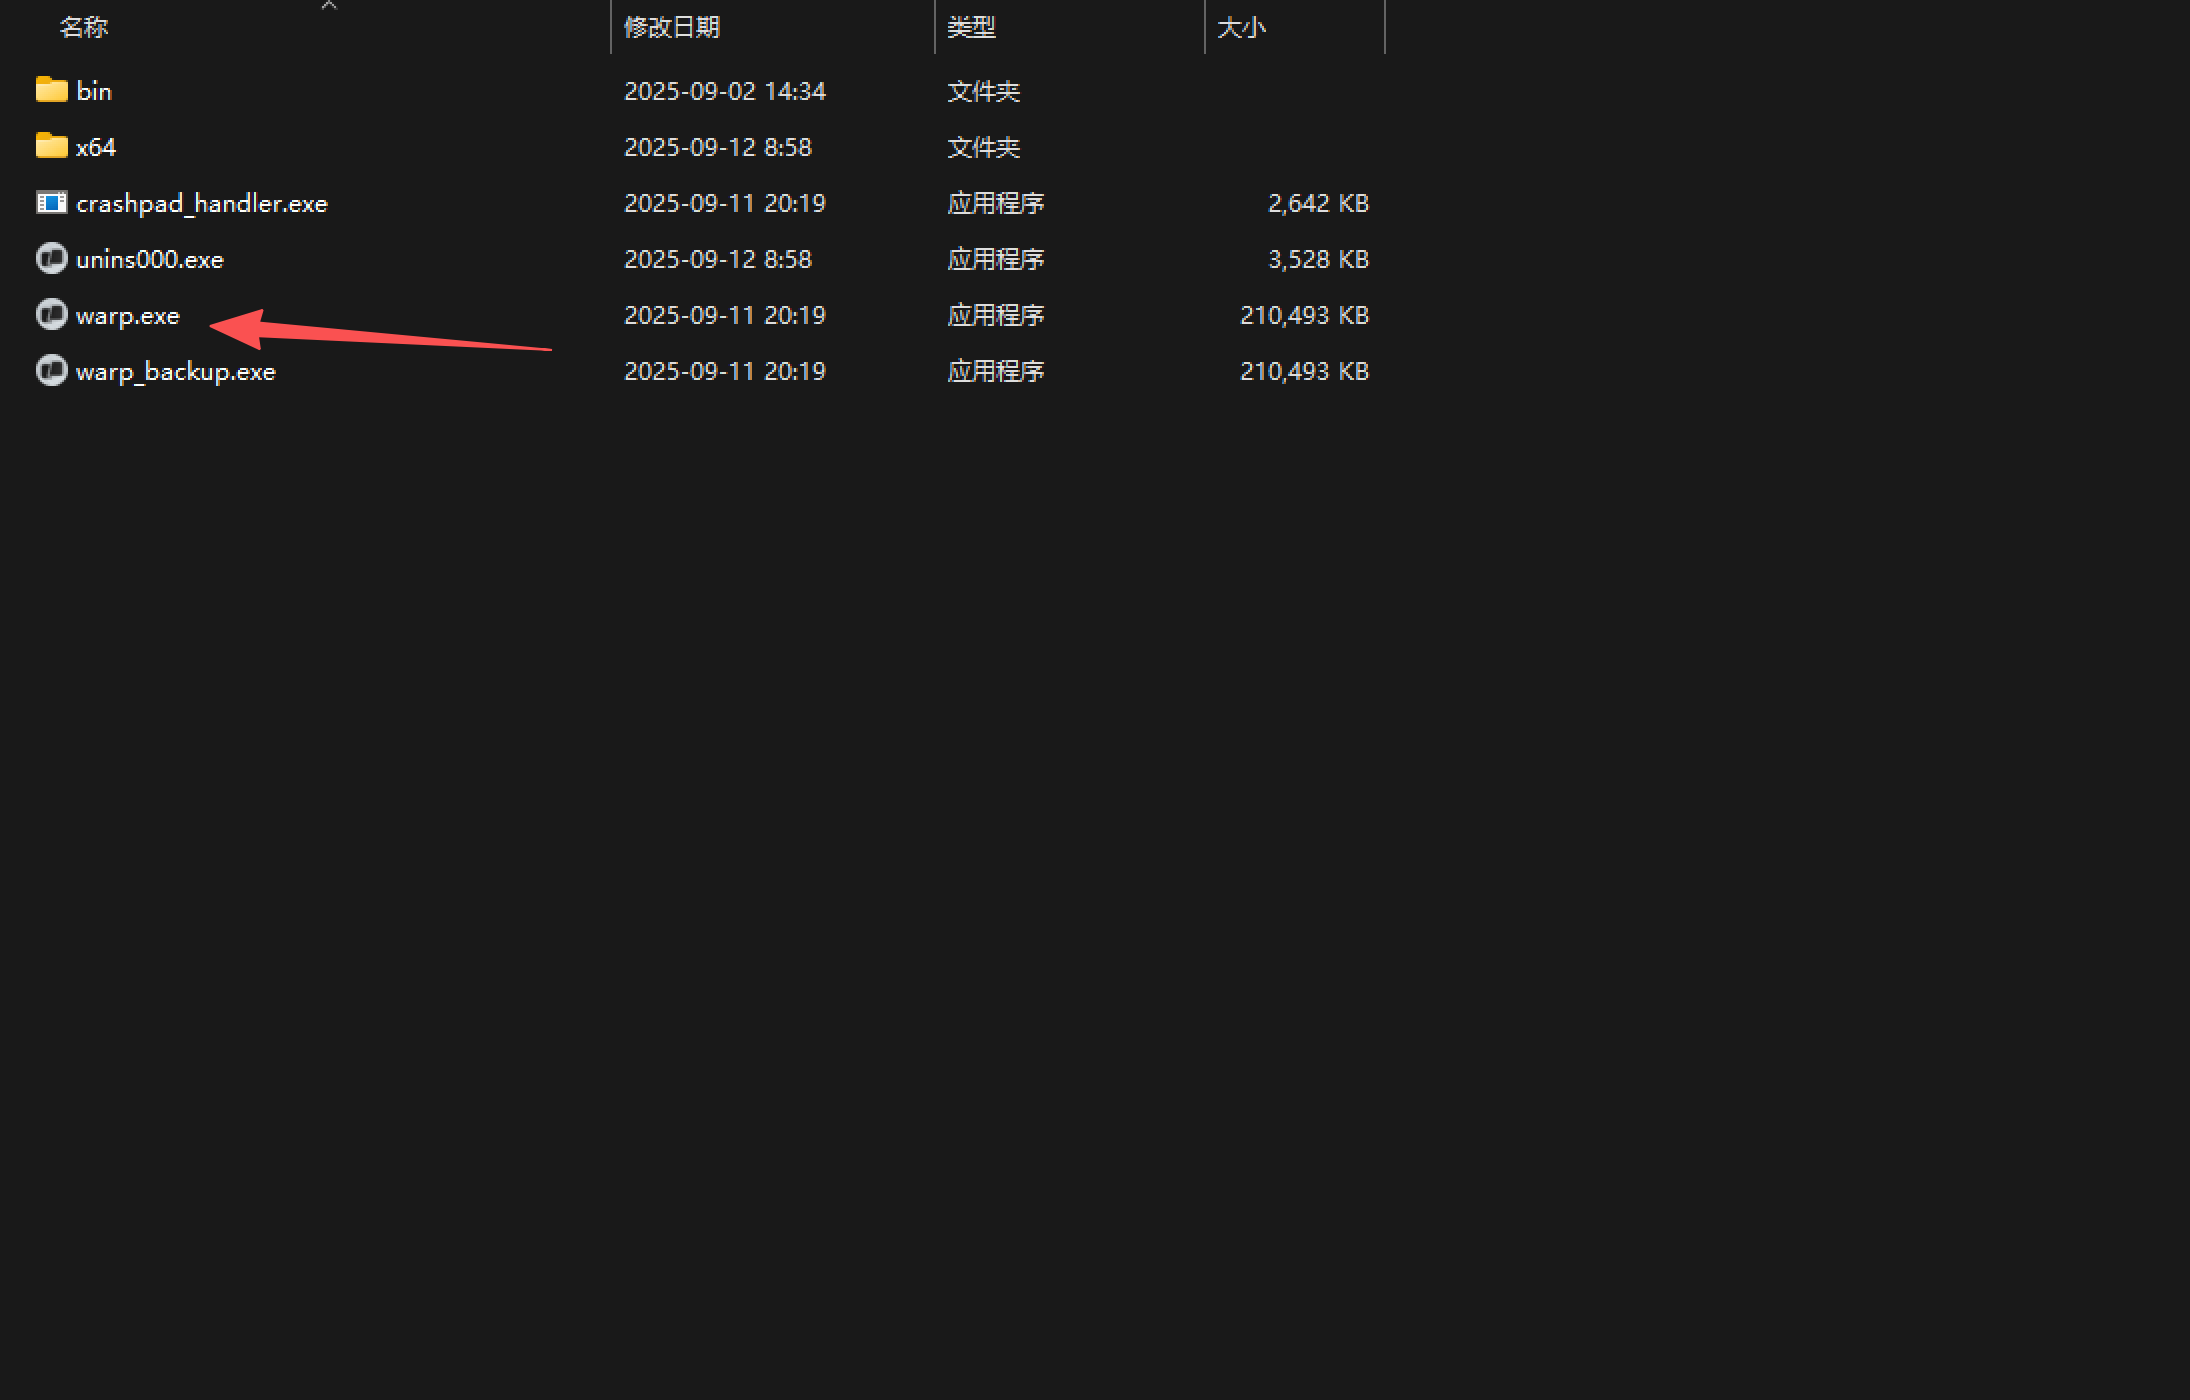 名称 修改日期 类型 大小
bin 2025-09-02 14:34 文件夹
x64 2025-09-12 8:58 文件夹
crashpad_handler.exe 2025-09-11 20:19 应用程序 2,642 KB
unins000.exe 2025-09-12 8:58 应用程序 3,528 KB
warp.exe 2025-09-11 20:19 应用程序 210,493 KB
warp_backup.exe 2025-09-11 20:19 应用程序 210,493 KB